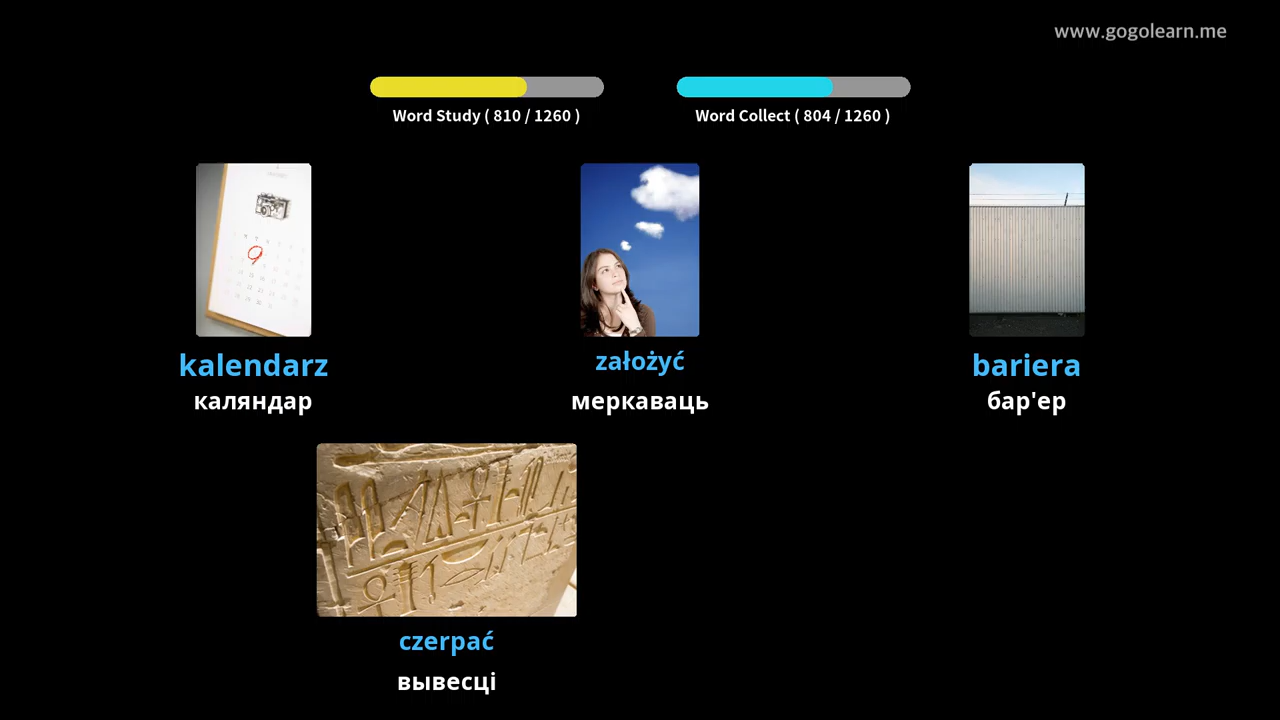 www.gogolearn.me
Word Study ( 810 / 1260 )
Word Collect ( 804 / 1260 )
kalendarz
каляндар
założyć
меркаваць
bariera
бар'ер
czerpać
вывесці